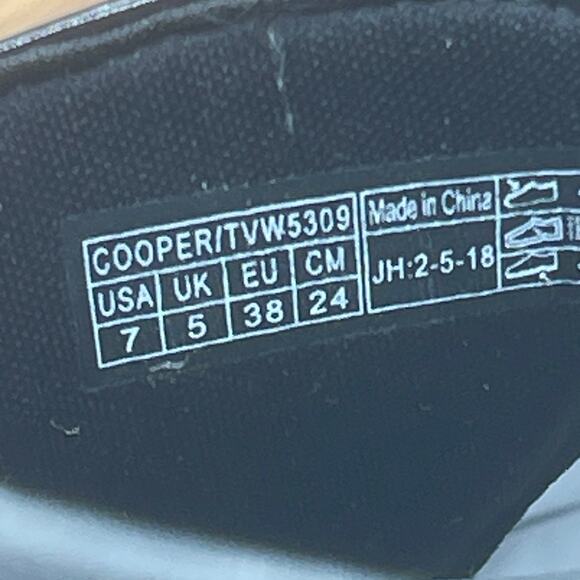 COOPER/TVW5309
USA UK EU CM
7 5 38 24
Made in China
JH:2-5-18